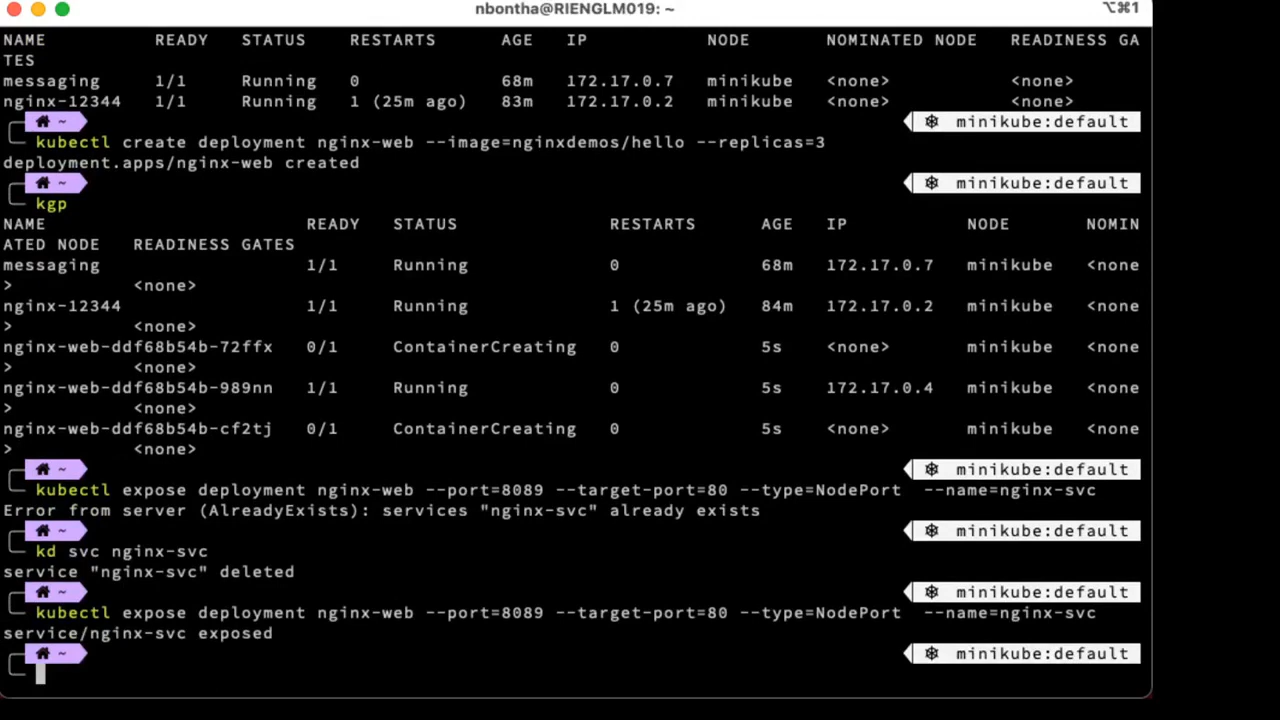 nbontha@RIENGLM019: ~
⌥⌘1
NAME READY STATUS RESTARTS AGE IP NODE NOMINATED NODE READINESS GA
TES
messaging 1/1 Running 0 68m 172.17.0.7 minikube <none> <none>
nginx-12344 1/1 Running 1 (25m ago) 83m 172.17.0.2 minikube <none> <none>
~ minikube:default
kubectl create deployment nginx-web --image=nginxdemos/hello --replicas=3
deployment.apps/nginx-web created
~ minikube:default
kgp
NAME READY STATUS RESTARTS AGE IP NODE NOMIN
ATED NODE READINESS GATES
messaging 1/1 Running 0 68m 172.17.0.7 minikube <none
> <none>
nginx-12344 1/1 Running 1 (25m ago) 84m 172.17.0.2 minikube <none
> <none>
nginx-web-ddf68b54b-72ffx 0/1 ContainerCreating 0 5s <none> minikube <none
> <none>
nginx-web-ddf68b54b-989nn 1/1 Running 0 5s 172.17.0.4 minikube <none
> <none>
nginx-web-ddf68b54b-cf2tj 0/1 ContainerCreating 0 5s <none> minikube <none
> <none>
~ minikube:default
kubectl expose deployment nginx-web --port=8089 --target-port=80 --type=NodePort --name=nginx-svc
Error from server (AlreadyExists): services "nginx-svc" already exists
~ minikube:default
kd svc nginx-svc
service "nginx-svc" deleted
~ minikube:default
kubectl expose deployment nginx-web --port=8089 --target-port=80 --type=NodePort --name=nginx-svc
service/nginx-svc exposed
~ minikube:default